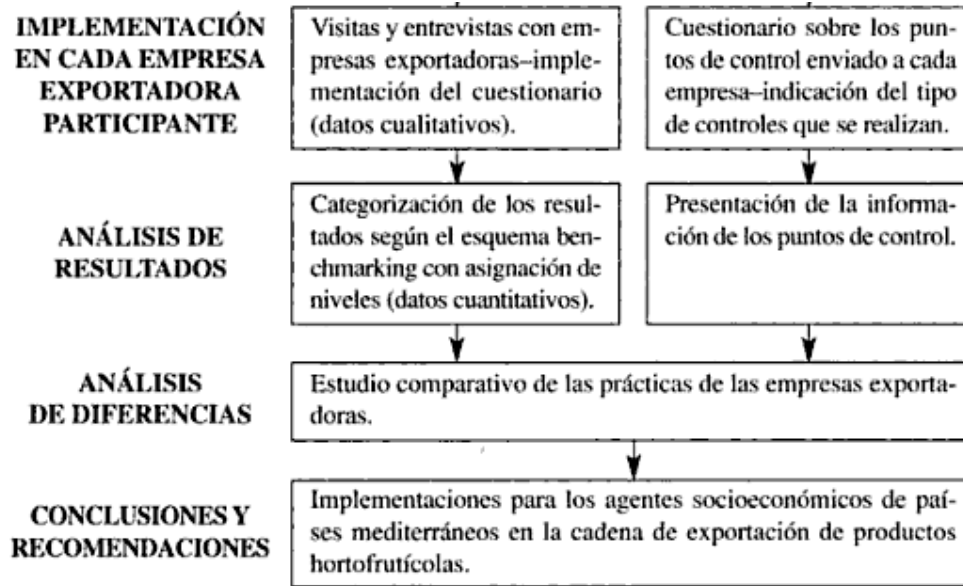 IMPLEMENTACIÓN
EN CADA EMPRESA
EXPORTADORA
PARTICIPANTE
Visitas y entrevistas con em-
presas exportadoras–imple-
mentación del cuestionario
(datos cualitativos).
Cuestionario sobre los pun-
tos de control enviado a cada
empresa–indicación del tipo
de controles que se realizan.
ANÁLISIS DE
RESULTADOS
Categorización de los resul-
tados según el esquema ben-
chmarking con asignación de
niveles (datos cuantitativos).
Presentación de la informa-
ción de los puntos de control.
ANÁLISIS
DE DIFERENCIAS
Estudio comparativo de las prácticas de las empresas exporta-
doras.
CONCLUSIONES Y
RECOMENDACIONES
Implementaciones para los agentes socioeconómicos de paí-
ses mediterráneos en la cadena de exportación de productos
hortofrutícolas.